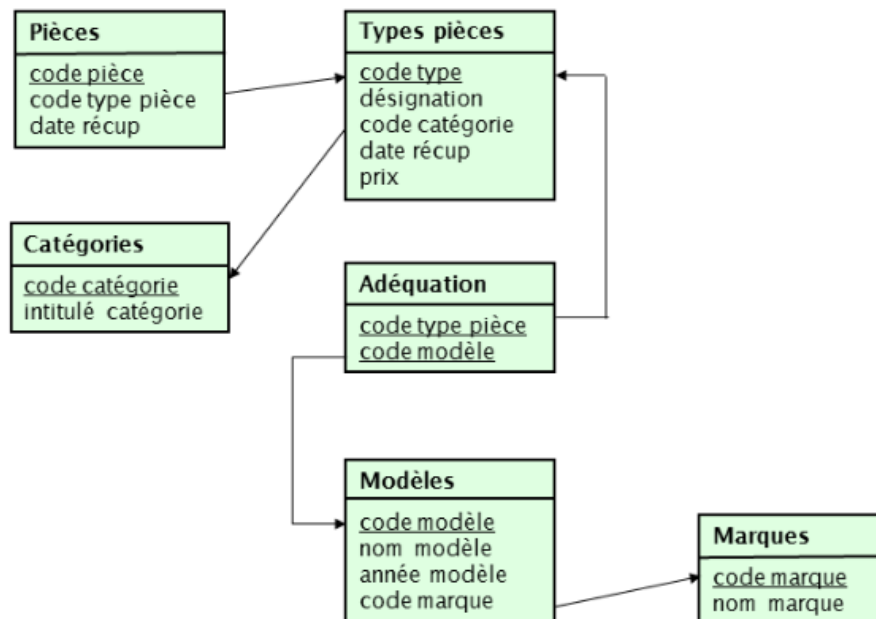 Pièces
code pièce
code type pièce
date récup
Types pièces
code type
désignation
code catégorie
date récup
prix
Catégories
code catégorie
intitulé catégorie
Adéquation
code type pièce
code modèle
Modèles
code modèle
nom modèle
année modèle
code marque
Marques
code marque
nom marque